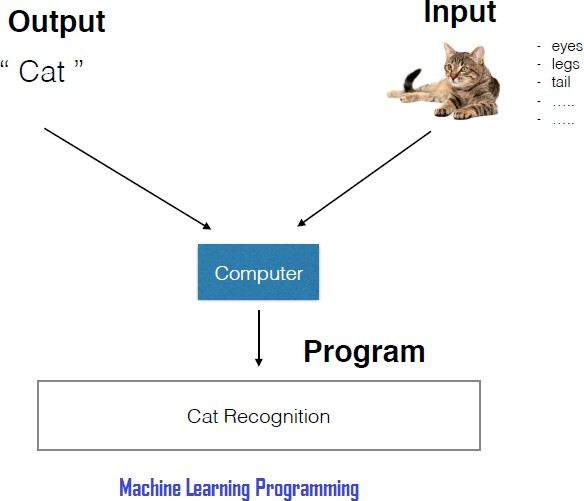 Output
“ Cat ”
Input
- eyes
- legs
- tail
- .....
- .....
Computer
Program
Cat Recognition
Machine Learning Programming